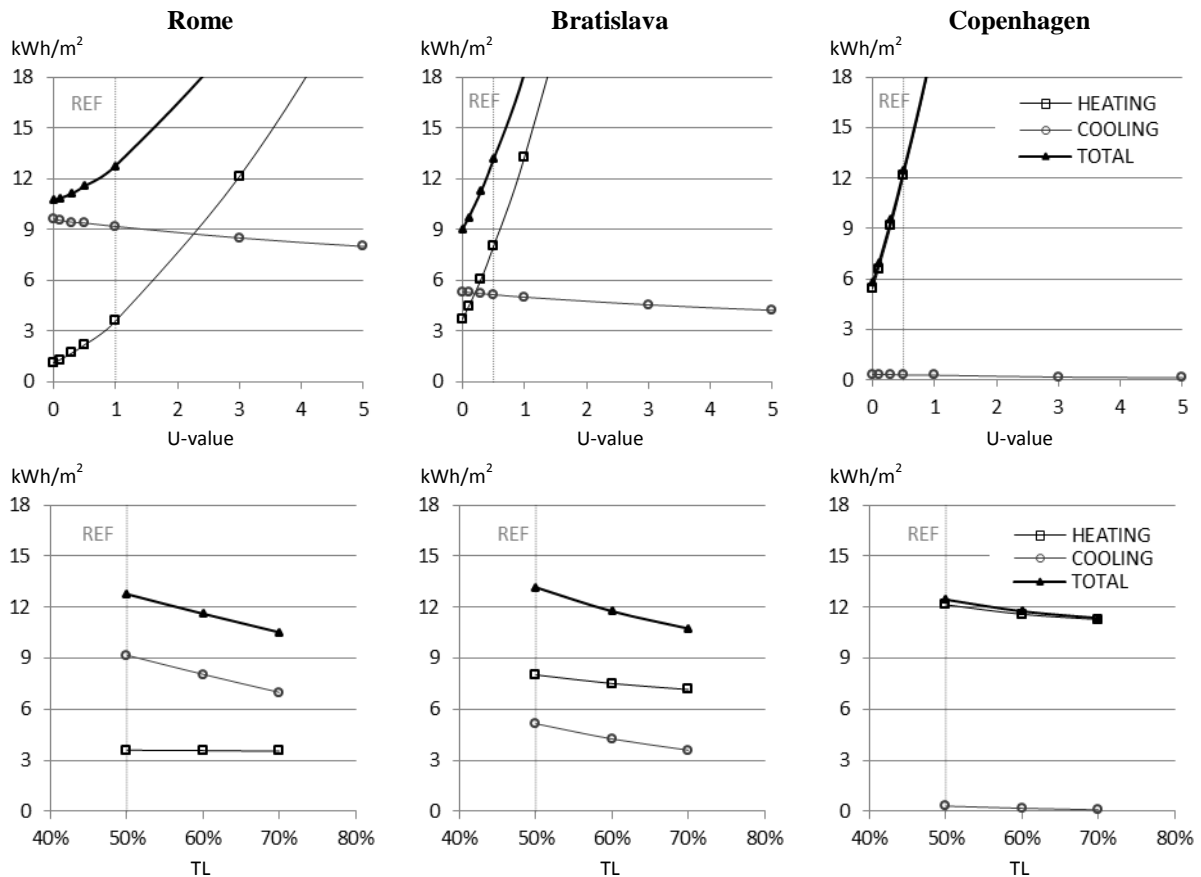 Rome
Bratislava
Copenhagen
kWh/m²
kWh/m²
kWh/m²
18
15
12
9
6
3
0
REF
0 1 2 3 4 5
U-value
18
15
12
9
6
3
0
REF
0 1 2 3 4 5
U-value
18
15
12
9
6
3
0
REF
HEATING
COOLING
TOTAL
0 1 2 3 4 5
U-value
kWh/m²
kWh/m²
kWh/m²
18
15
12
9
6
3
0
REF
40% 50% 60% 70% 80%
TL
18
15
12
9
6
3
0
REF
40% 50% 60% 70% 80%
TL
18
15
12
9
6
3
0
REF
HEATING
COOLING
TOTAL
40% 50% 60% 70% 80%
TL